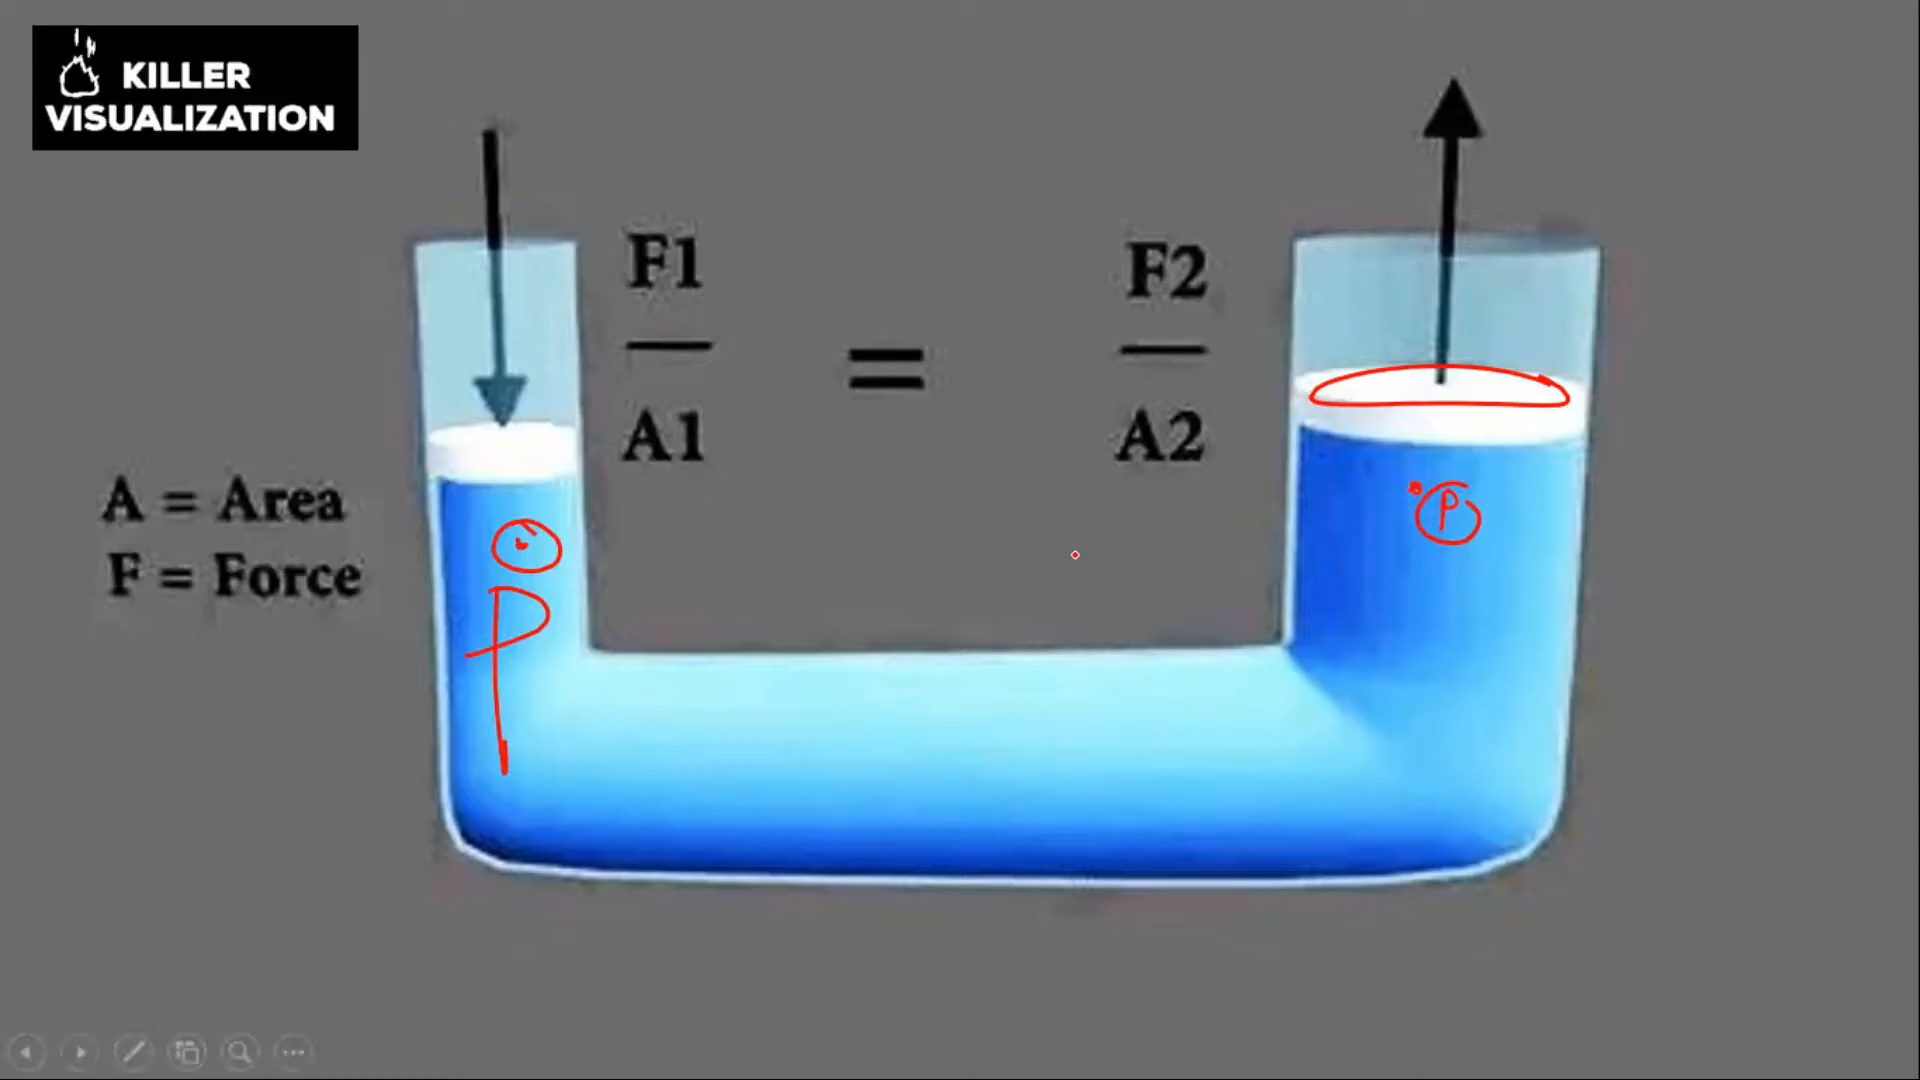 KILLER
VISUALIZATION
F1
A1
=
F2
A2
A = Area
F = Force
P
P